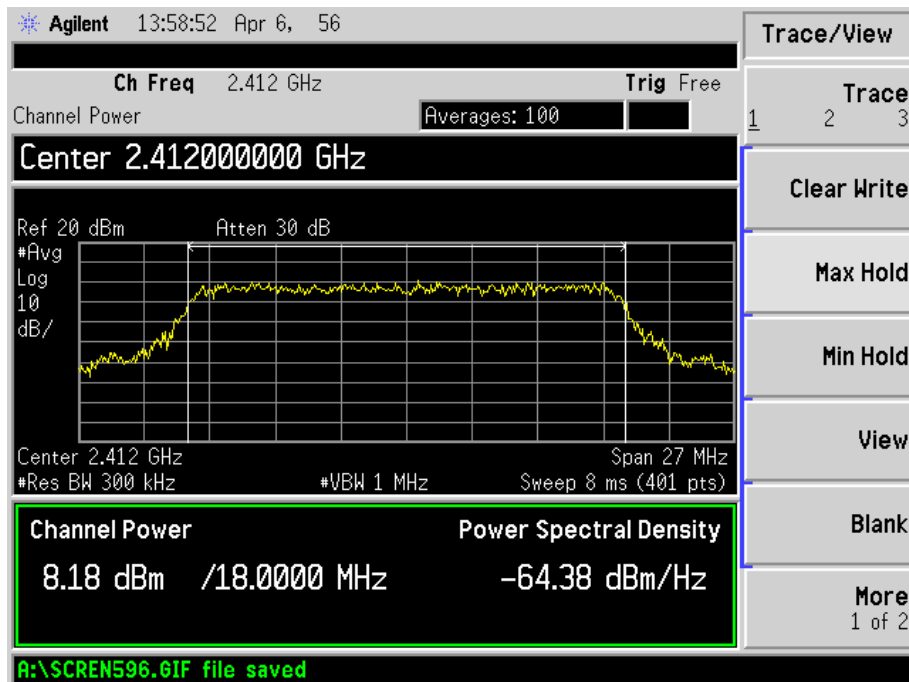 Agilent 13:58:52 Apr 6, 56
Trace/View
Ch Freq 2.412 GHz Trig Free
Channel Power Averages: 100
Center 2.412000000 GHz
Ref 20 dBm Atten 30 dB
#Avg
Log
10
dB/
Center 2.412 GHz Span 27 MHz
#Res BW 300 kHz #VBW 1 MHz Sweep 8 ms (401 pts)
Channel Power Power Spectral Density
8.18 dBm /18.0000 MHz -64.38 dBm/Hz
A:\SCREN596.GIF file saved
Trace
1 2 3
Clear Write
Max Hold
Min Hold
View
Blank
More
1 of 2